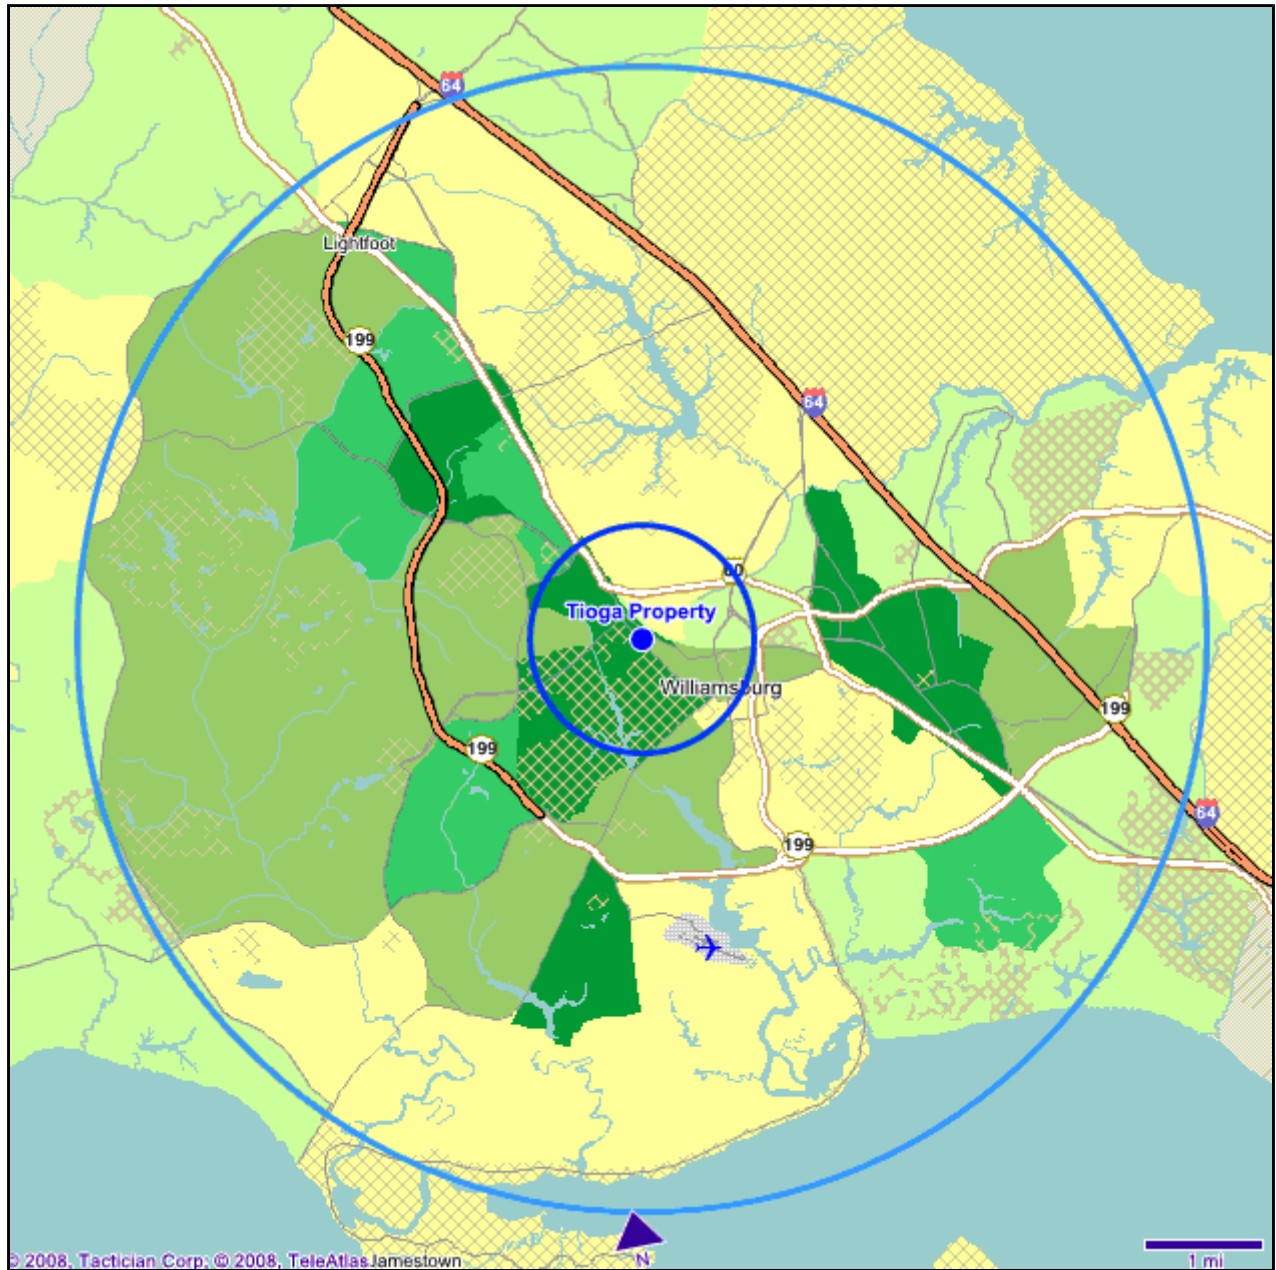 64
Lightfoot
199
64
60
Tioga Property
Williamsburg
199
199
64
199
N
1 mi
© 2008, Tactician Corp; © 2008, TeleAtlas Jamestown